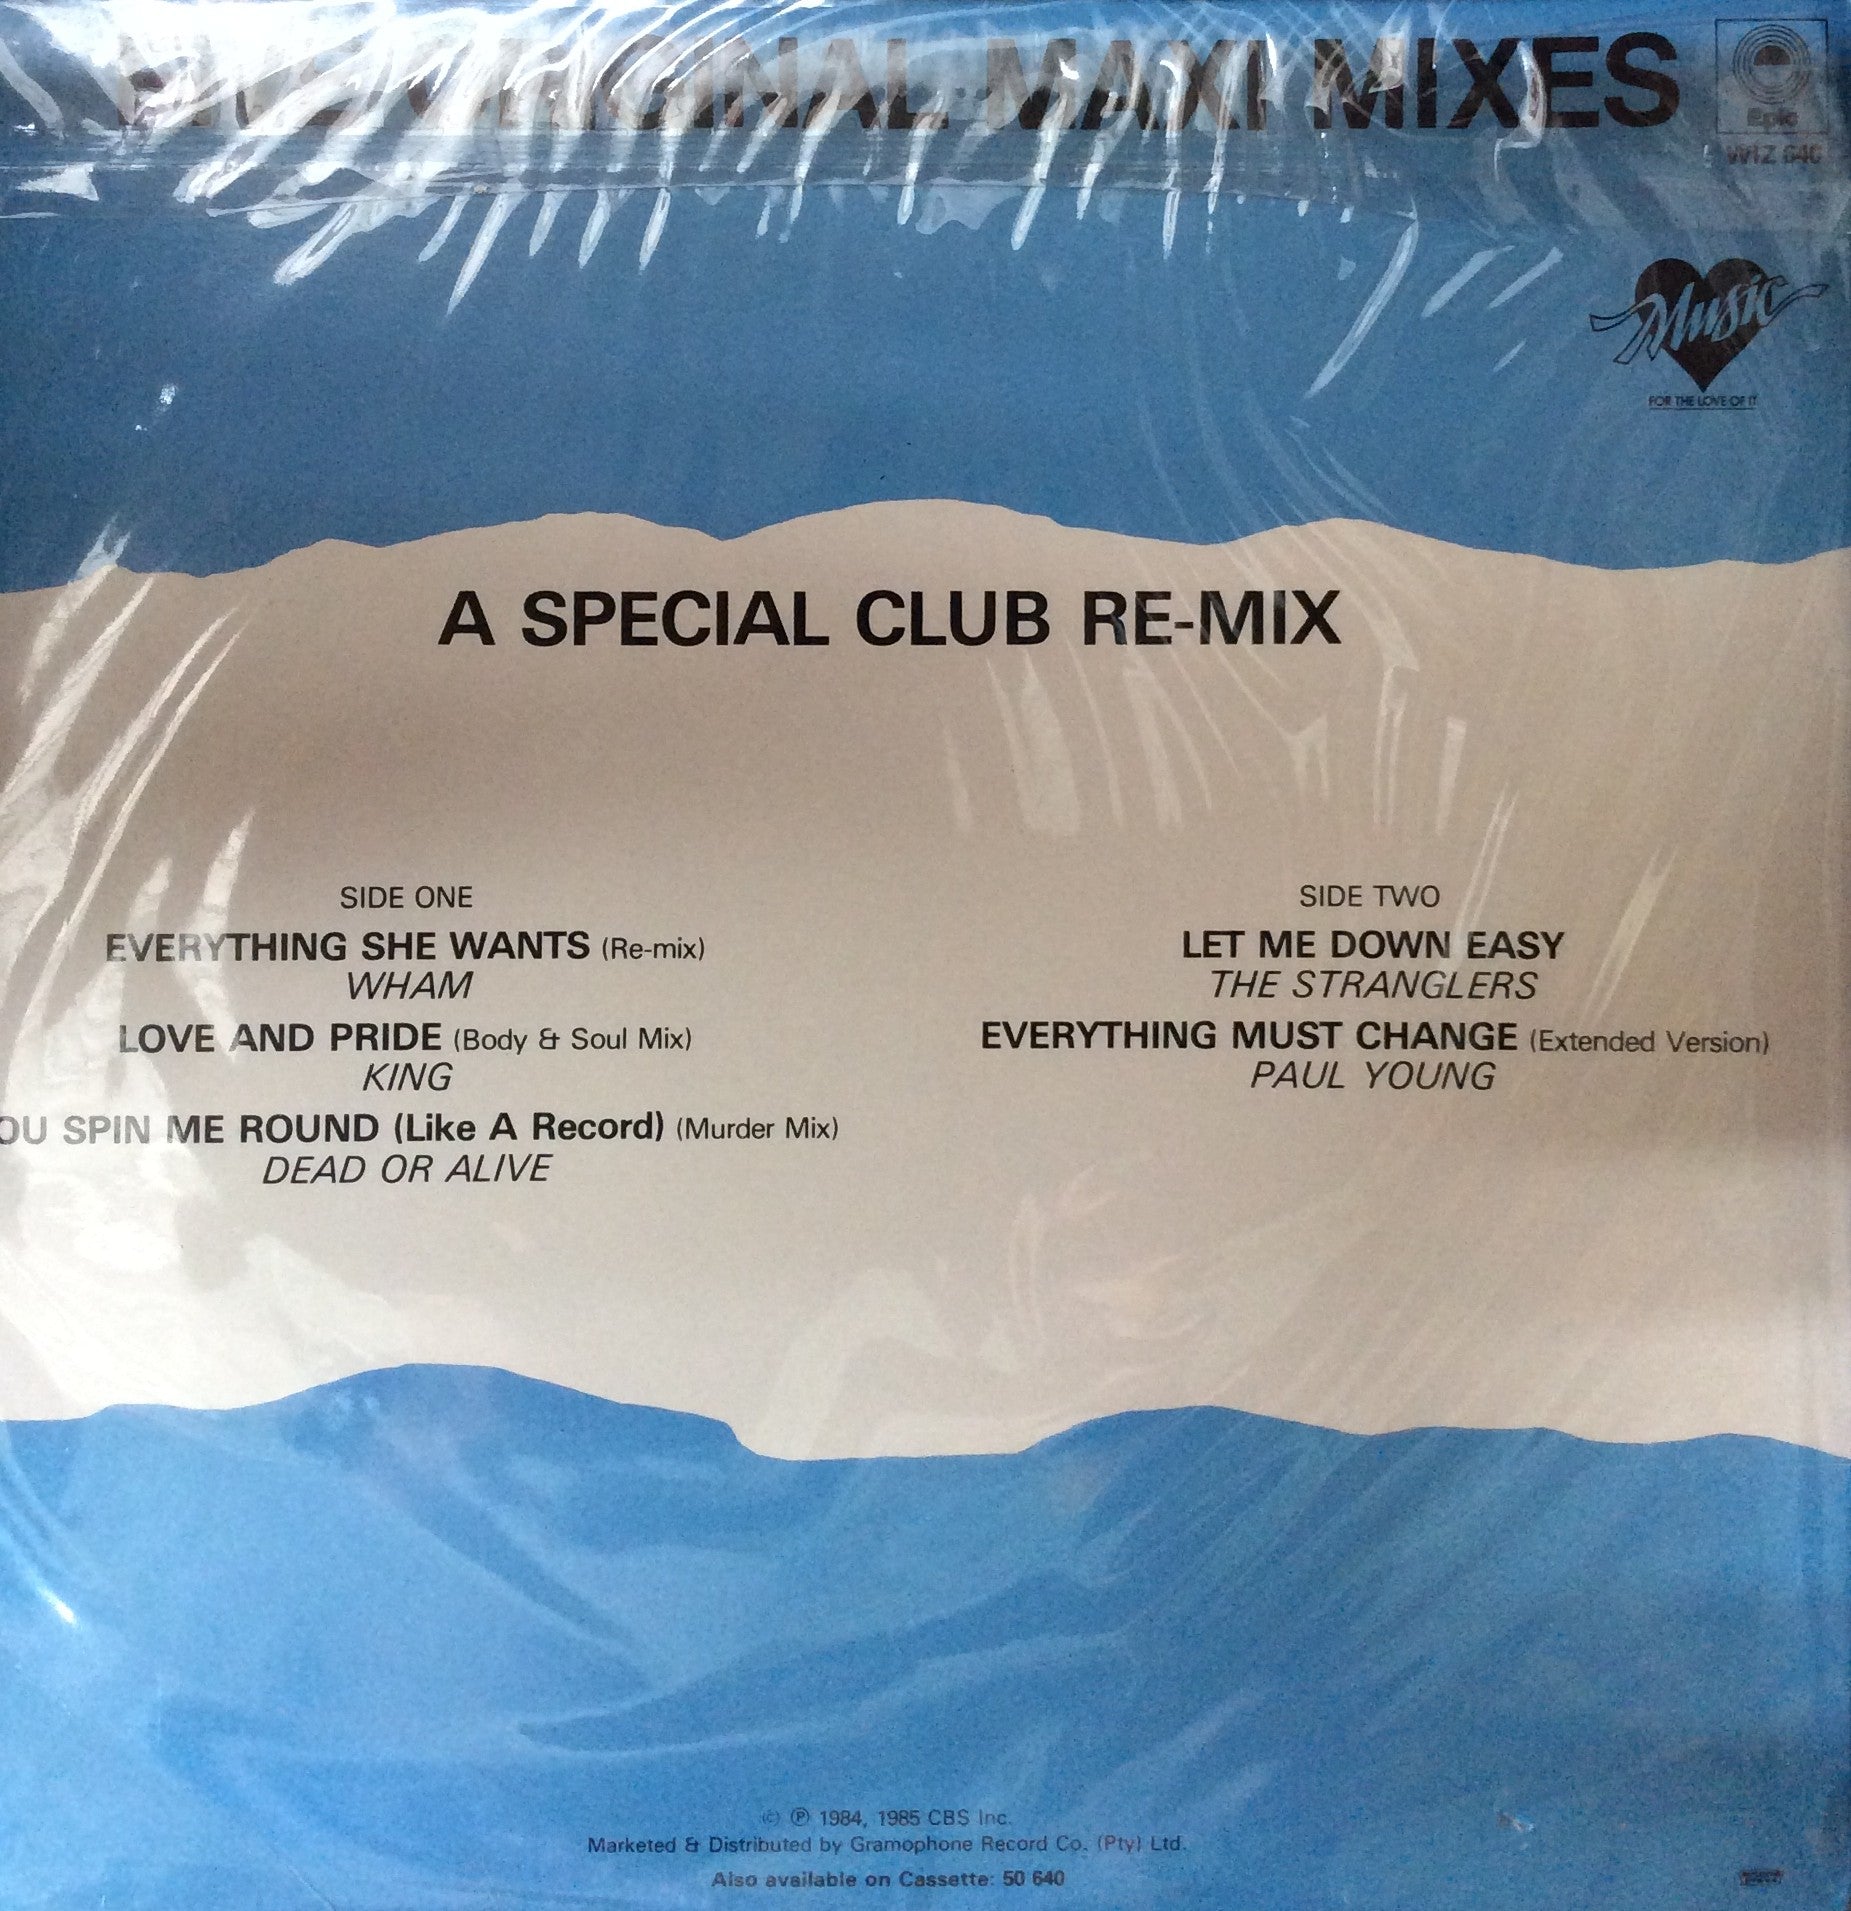 FIVE ORIGINAL MAXI MIXES
Epic
WIZ 640
Music
FOR THE LOVE OF IT
A SPECIAL CLUB RE-MIX
SIDE ONE
EVERYTHING SHE WANTS (Re-mix)
WHAM
LOVE AND PRIDE (Body & Soul Mix)
KING
OU SPIN ME ROUND (Like A Record) (Murder Mix)
DEAD OR ALIVE
SIDE TWO
LET ME DOWN EASY
THE STRANGLERS
EVERYTHING MUST CHANGE (Extended Version)
PAUL YOUNG
© ℗ 1984, 1985 CBS Inc.
Marketed & Distributed by Gramophone Record Co. (Pty) Ltd.
Also available on Cassette: 50 640